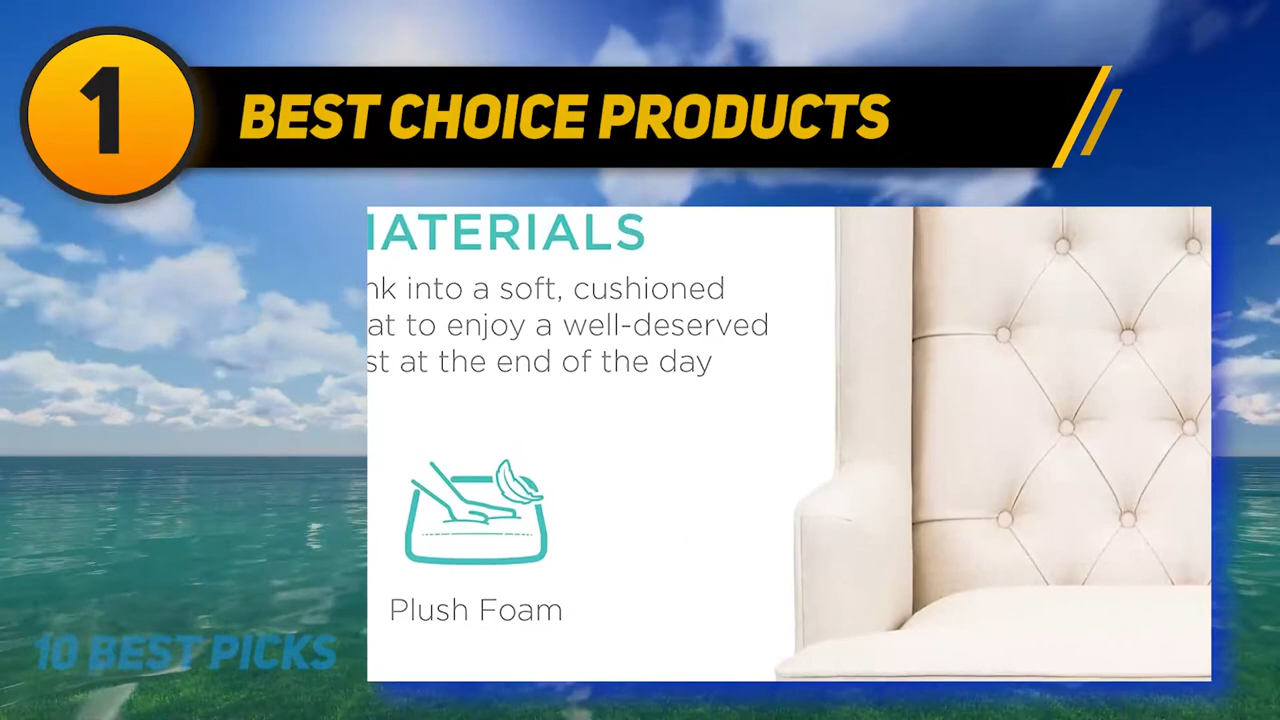 1
BEST CHOICE PRODUCTS
IATERIALS
nk into a soft, cushioned
at to enjoy a well-deserved
st at the end of the day
Plush Foam
10 BEST PICKS